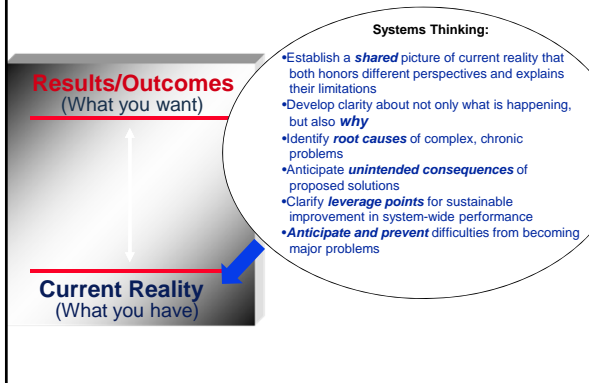 Systems Thinking:
•Establish a shared picture of current reality that
both honors different perspectives and explains
their limitations
•Develop clarity about not only what is happening,
but also why
•Identify root causes of complex, chronic
problems
•Anticipate unintended consequences of
proposed solutions
•Clarify leverage points for sustainable
improvement in system-wide performance
•Anticipate and prevent difficulties from becoming
major problems
Results/Outcomes
(What you want)
Current Reality
(What you have)